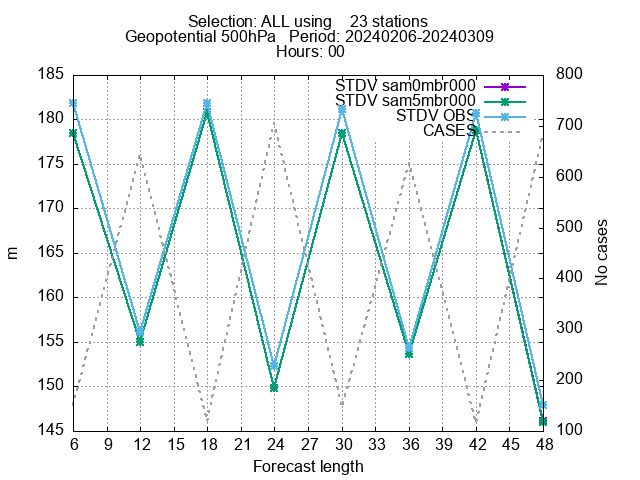 Selection: ALL using    23 stations
Geopotential 500hPa   Period: 20240206-20240309
Hours: 00
STDV sam0mbr000
STDV sam5mbr000
STDV OBS
CASES
185
180
175
170
165
160
155
150
145
m
800
700
600
500
400
300
200
100
No cases
6 9 12 15 18 21 24 27 30 33 36 39 42 45 48
Forecast length